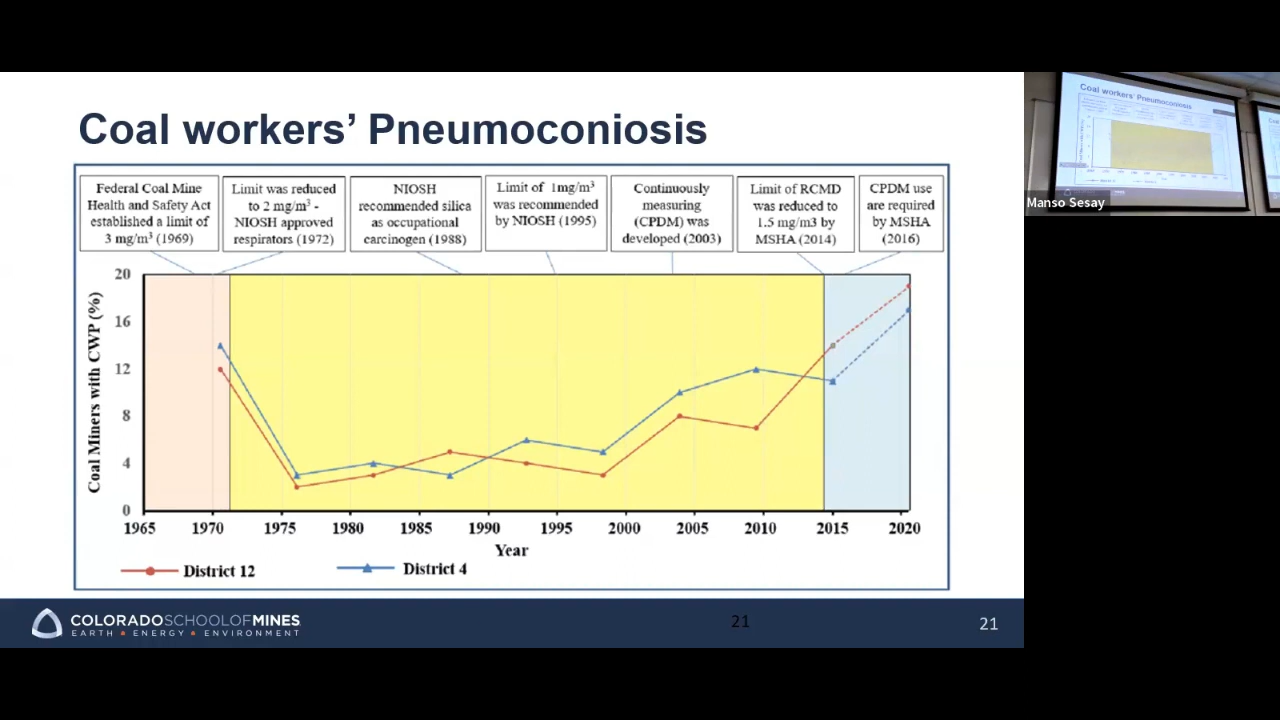 Coal workers’ Pneumoconiosis
Federal Coal Mine
Health and Safety Act
established a limit of
3 mg/m³ (1969)
Limit was reduced
to 2 mg/m³ -
NIOSH approved
respirators (1972)
NIOSH
recommended silica
as occupational
carcinogen (1988)
Limit of 1mg/m³
was recommended
by NIOSH (1995)
Continuously
measuring
(CPDM) was
developed (2003)
Limit of RCMD
was reduced to
1.5 mg/m3 by
MSHA (2014)
CPDM use
are required
by MSHA
(2016)
Coal Miners with CWP (%)
20
16
12
8
4
0
1965 1970 1975 1980 1985 1990 1995 2000 2005 2010 2015 2020
Year
District 12 District 4
COLORADOSCHOOLOFMINES
EARTH • ENERGY • ENVIRONMENT
21
21
Coal workers' Pneumoconiosis
Manso Sesay